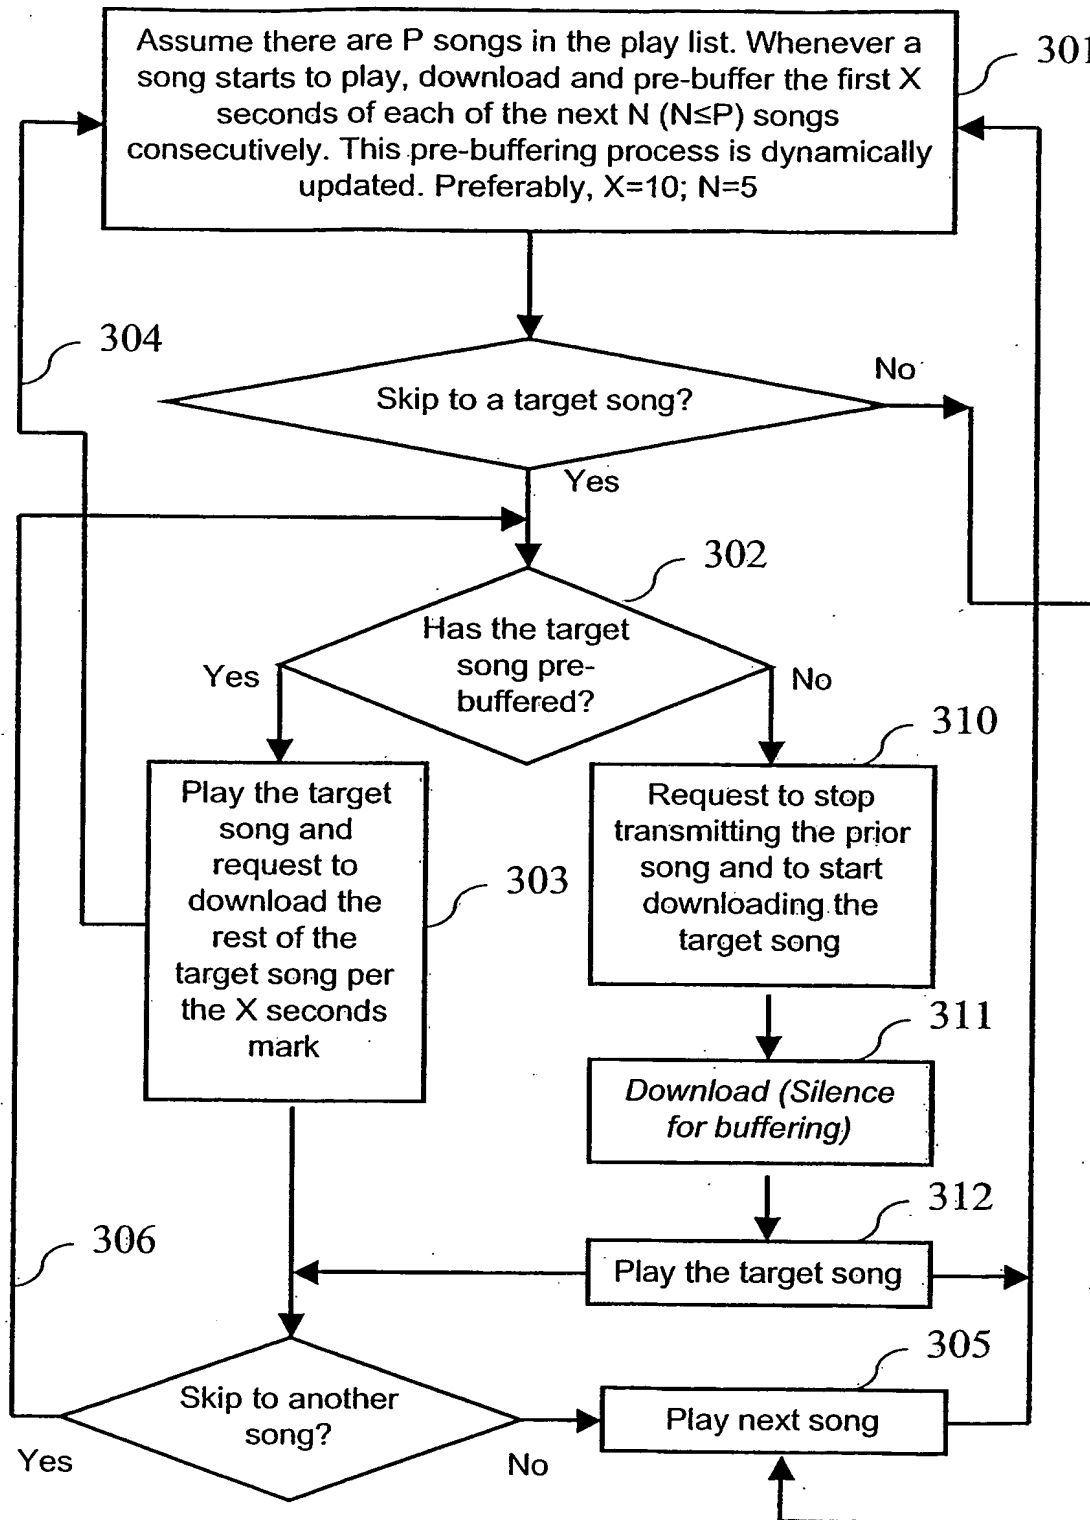 Assume there are P songs in the play list. Whenever a
song starts to play, download and pre-buffer the first X
seconds of each of the next N (N≤P) songs
consecutively. This pre-buffering process is dynamically
updated. Preferably, X=10; N=5
301
304
Skip to a target song?
No
Yes
302
Has the target
song pre-
buffered?
Yes
No
310
Play the target
song and
request to
download the
rest of the
target song per
the X seconds
mark
303
Request to stop
transmitting the prior
song and to start
downloading the
target song
311
Download (Silence
for buffering)
312
Play the target song
306
305
Skip to another
song?
Play next song
Yes
No